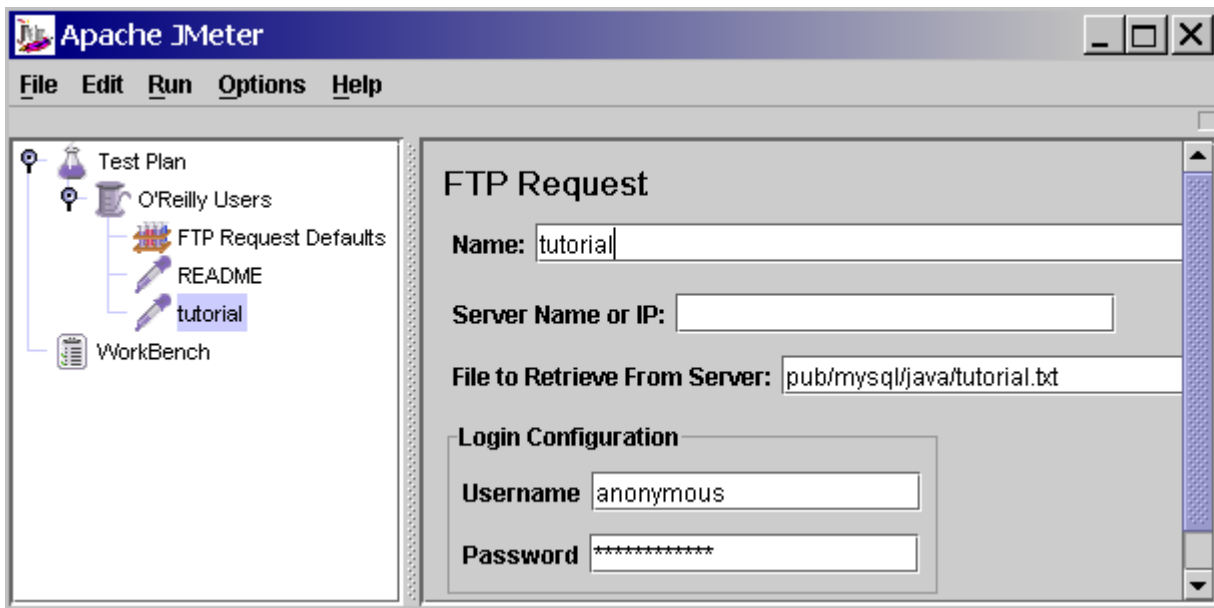 Apache JMeter
File Edit Run Options Help
Test Plan
O'Reilly Users
FTP Request Defaults
README
tutorial
WorkBench
FTP Request
Name: tutorial
Server Name or IP:
File to Retrieve From Server: pub/mysql/java/tutorial.txt
Login Configuration
Username anonymous
Password ************